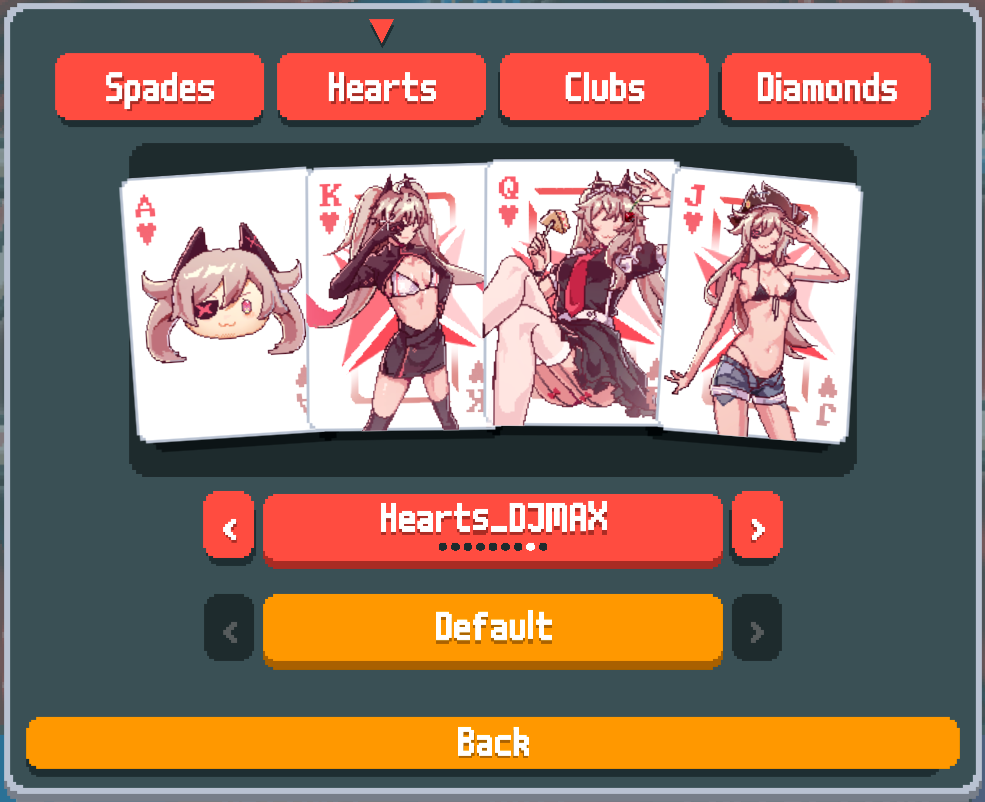 Spades
Hearts
Clubs
Diamonds
A
K
Q
J
K
J
<
Hearts_DJMAX
>
<
Default
>
Back